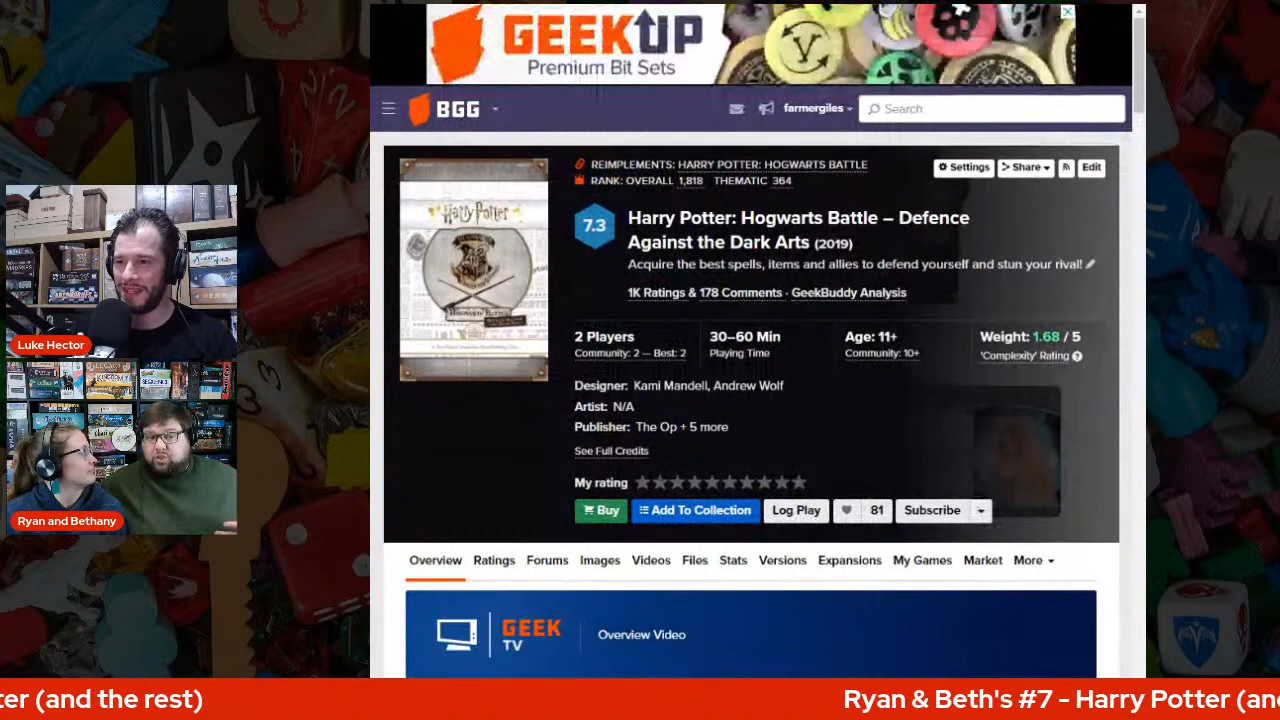 GEEKUP
Premium Bit Sets
BGG
farmergiles
Search
REIMPLEMENTS: HARRY POTTER: HOGWARTS BATTLE
RANK: OVERALL 1,818 THEMATIC 364
Settings
Share
Edit
7.3
Harry Potter: Hogwarts Battle – Defence
Against the Dark Arts (2019)
Acquire the best spells, items and allies to defend yourself and stun your rival!
1K Ratings & 178 Comments · GeekBuddy Analysis
Harry Potter
HOGWARTS BATTLE
2 Players
30–60 Min
Age: 11+
Weight: 1.68 / 5
Community: 2 — Best: 2
Playing Time
Community: 10+
'Complexity' Rating
Designer: Kami Mandell, Andrew Wolf
Artist: N/A
Publisher: The Op + 5 more
See Full Credits
My rating
Buy
Add To Collection
Log Play
81
Subscribe
Overview
Ratings
Forums
Images
Videos
Files
Stats
Versions
Expansions
My Games
Market
More
GEEK
TV
Overview Video
Luke Hector
Ryan and Bethany
ter (and the rest)
Ryan & Beth's #7 - Harry Potter (and